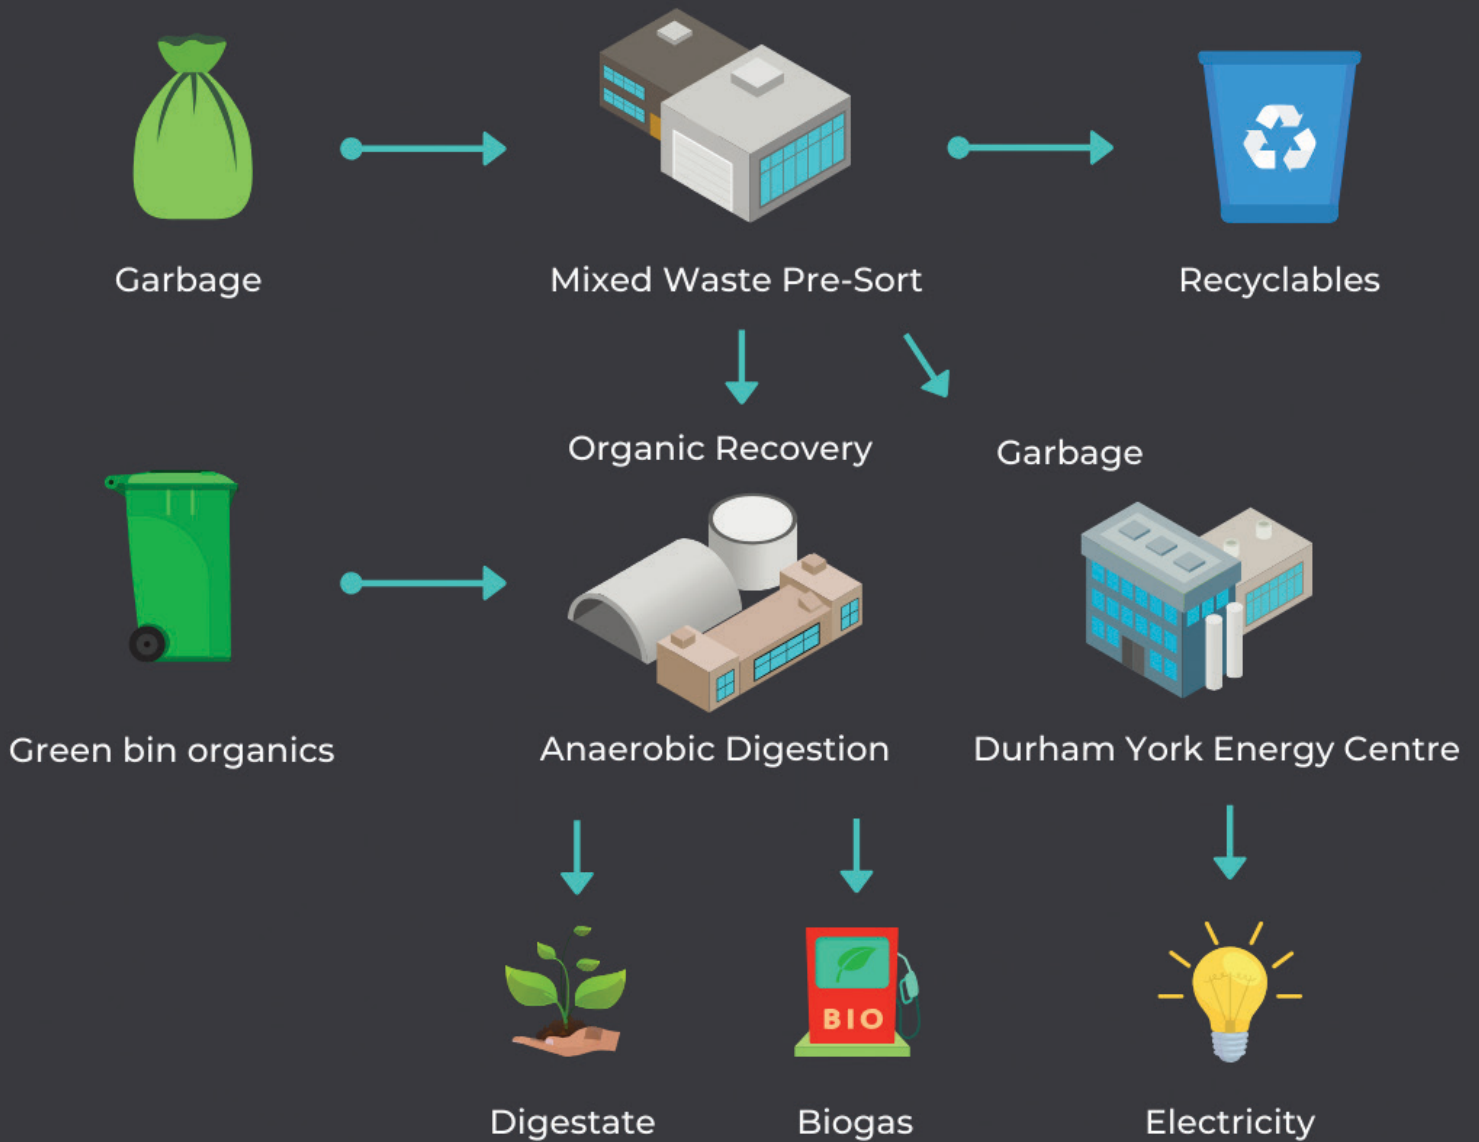 Garbage
Mixed Waste Pre-Sort
Recyclables
Organic Recovery
Garbage
Green bin organics
Anaerobic Digestion
Durham York Energy Centre
BIO
Digestate
Biogas
Electricity